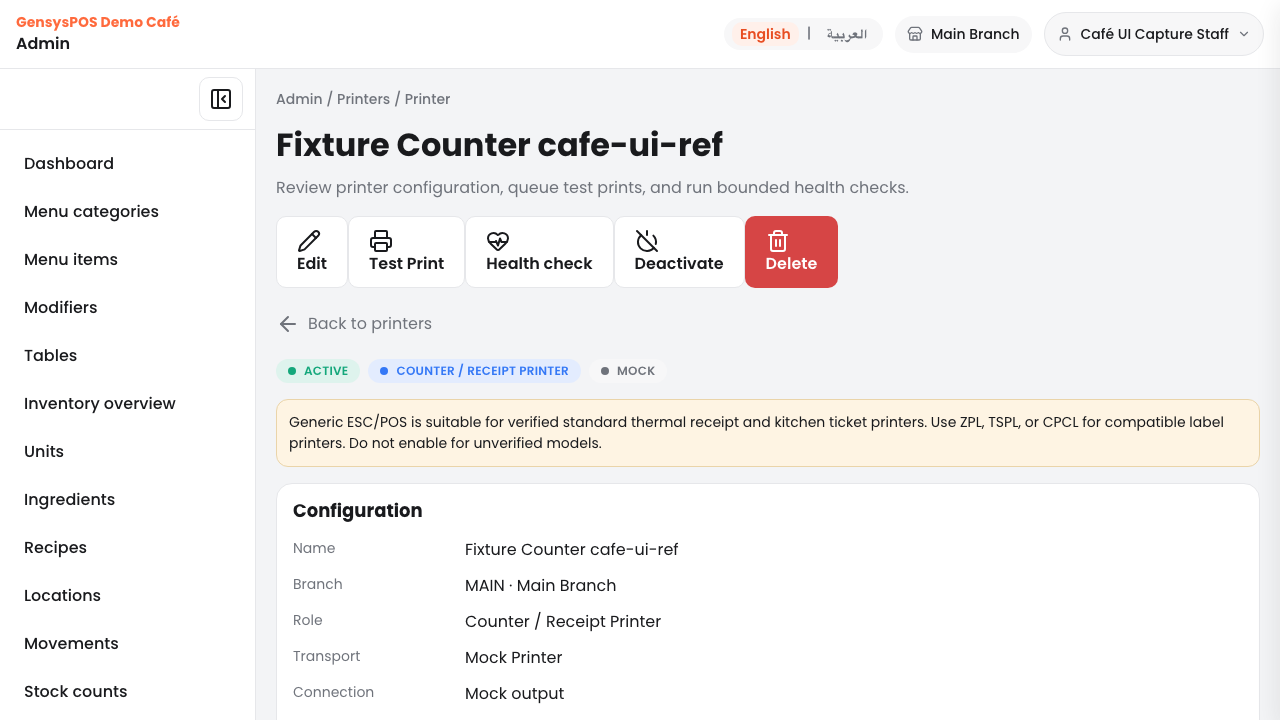 GensysPOS Demo Café
Admin
English | العربية
Main Branch
Café UI Capture Staff
Dashboard
Menu categories
Menu items
Modifiers
Tables
Inventory overview
Units
Ingredients
Recipes
Locations
Movements
Stock counts
Admin / Printers / Printer
Fixture Counter cafe-ui-ref
Review printer configuration, queue test prints, and run bounded health checks.
Edit
Test Print
Health check
Deactivate
Delete
Back to printers
ACTIVE
COUNTER / RECEIPT PRINTER
MOCK
Generic ESC/POS is suitable for verified standard thermal receipt and kitchen ticket printers. Use ZPL, TSPL, or CPCL for compatible label
printers. Do not enable for unverified models.
Configuration
Name Fixture Counter cafe-ui-ref
Branch MAIN · Main Branch
Role Counter / Receipt Printer
Transport Mock Printer
Connection Mock output